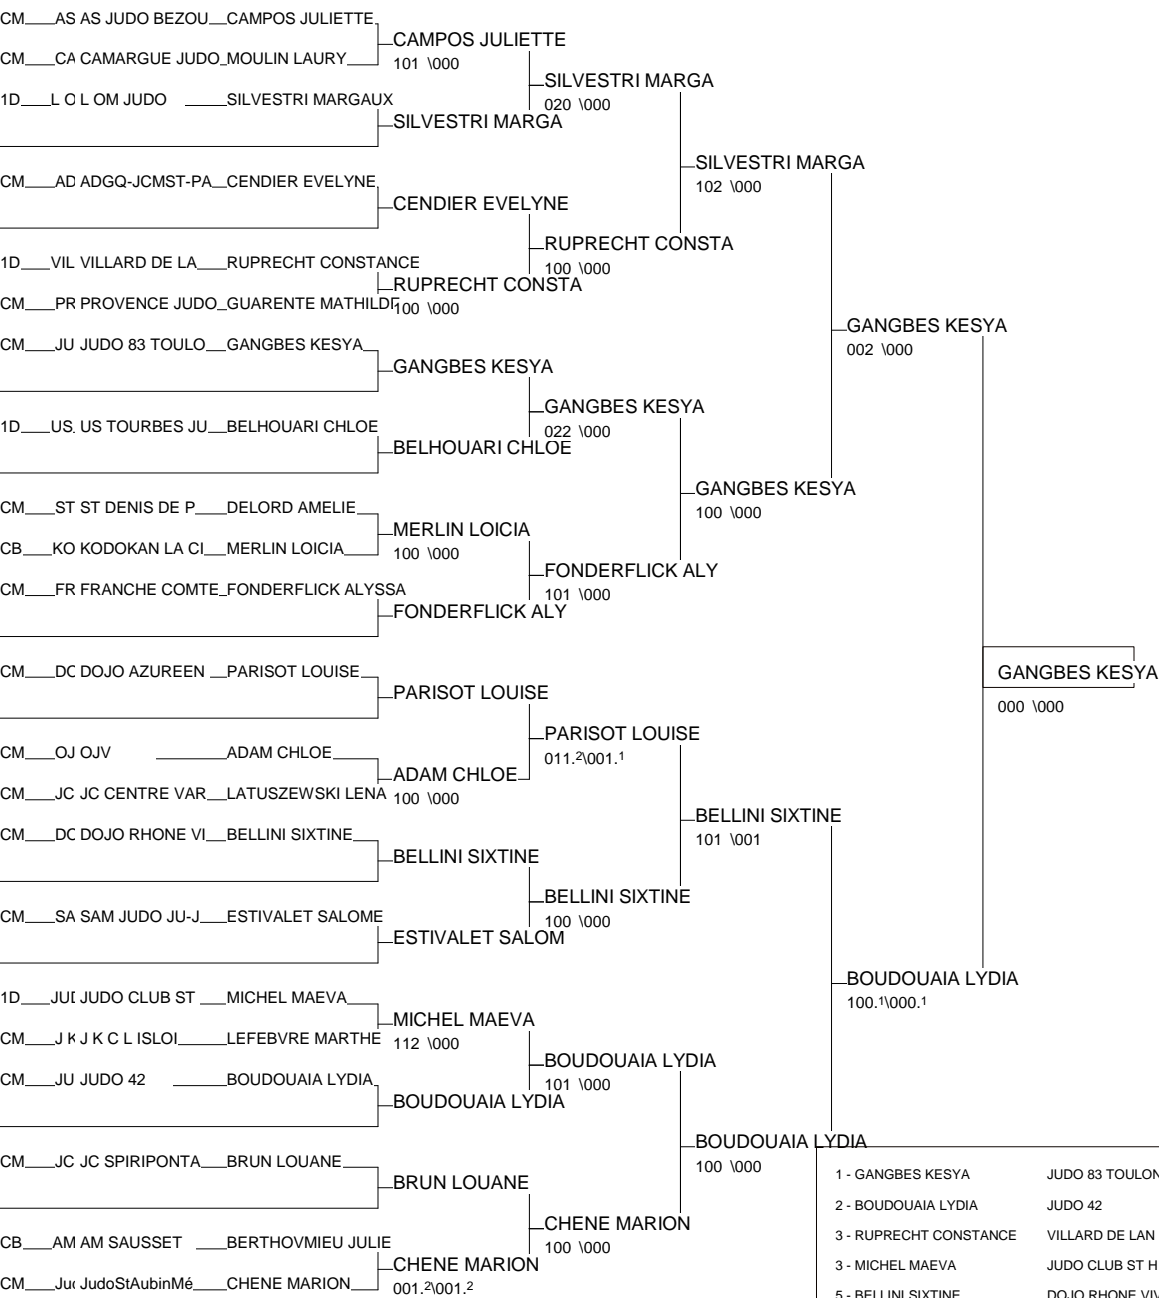 CM AS AS JUDO BEZOU CAMPOS JULIETTE
CM CA CAMARGUE JUDO MOULIN LAURY
1D L O L OM JUDO SILVESTRI MARGAUX
CM AD ADGQ-JCMST-PA CENDIER EVELYNE
1D VIL VILLARD DE LA RUPRECHT CONSTANCE
CM PR PROVENCE JUDO GUARENTE MATHILDE
CM JU JUDO 83 TOULO GANGBES KESYA
1D US US TOURBES JU BELHOUARI CHLOE
CM ST ST DENIS DE P DELORD AMELIE
CB KO KODOKAN LA CI MERLIN LOICIA
CM FR FRANCHE COMTE FONDERFLICK ALYSSA
CM DO DOJO AZUREEN PARISOT LOUISE
CM OJ OJV ADAM CHLOE
CM JC JC CENTRE VAR LATUSZEWSKI LENA
CM DO DOJO RHONE VI BELLINI SIXTINE
CM SA SAM JUDO JU-J ESTIVALET SALOME
1D JUI JUDO CLUB ST MICHEL MAEVA
CM J K J K C L ISLOI LEFEBVRE MARTHE
CM JU JUDO 42 BOUDOUAIA LYDIA
CM JC JC SPIRIPONTA BRUN LOUANE
CB AM AM SAUSSET BERTHOVMIEU JULIE
CM Ju JudoStAubinMé CHENE MARION
CAMPOS JULIETTE
101 \000
SILVESTRI MARGA
CENDIER EVELYNE
RUPRECHT CONSTA
100 \000
GANGBES KESYA
BELHOUARI CHLOE
MERLIN LOICIA
100 \000
FONDERFLICK ALY
PARISOT LOUISE
ADAM CHLOE
100 \000
BELLINI SIXTINE
ESTIVALET SALOM
MICHEL MAEVA
112 \000
BOUDOUAIA LYDIA
BRUN LOUANE
CHENE MARION
001.2\001.2
SILVESTRI MARGA
020 \000
RUPRECHT CONSTA
100 \000
GANGBES KESYA
022 \000
FONDERFLICK ALY
101 \000
PARISOT LOUISE
011.2\001.1
BELLINI SIXTINE
100 \000
BOUDOUAIA LYDIA
101 \000
CHENE MARION
100 \000
SILVESTRI MARGA
102 \000
GANGBES KESYA
100 \000
BELLINI SIXTINE
101 \001
BOUDOUAIA LYDIA
100 \000
GANGBES KESYA
002 \000
BOUDOUAIA LYDIA
100.1\000.1
GANGBES KESYA
000 \000
1 - GANGBES KESYA JUDO 83 TOULON
2 - BOUDOUAIA LYDIA JUDO 42
3 - RUPRECHT CONSTANCE VILLARD DE LAN
3 - MICHEL MAEVA JUDO CLUB ST H
5 - BELLINI SIXTINE DOJO RHONE VIV